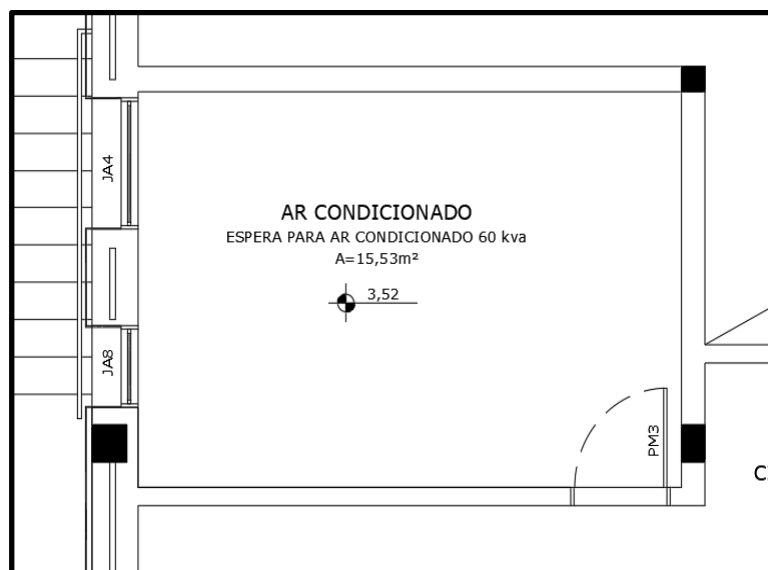 JA4
AR CONDICIONADO
ESPERA PARA AR CONDICIONADO 60 kva
A=15,53m²
3,52
JA8
PM3